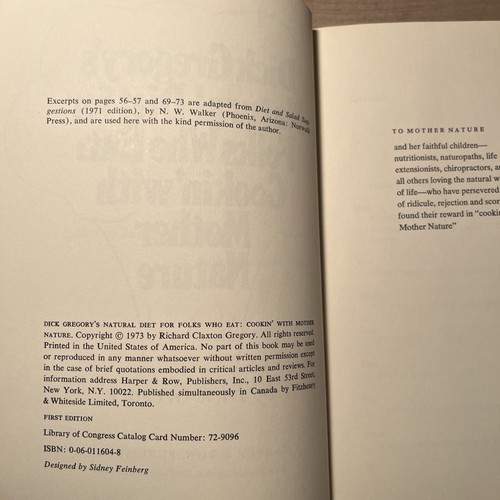 Excerpts on pages 56–57 and 69–73 are adapted from Diet and Salad Sug-
gestions (1971 edition), by N. W. Walker (Phoenix, Arizona: Norwalk
Press), and are used here with the kind permission of the author.
DICK GREGORY'S NATURAL DIET FOR FOLKS WHO EAT: COOKIN' WITH MOTHER
NATURE. Copyright © 1973 by Richard Claxton Gregory. All rights reserved.
Printed in the United States of America. No part of this book may be used
or reproduced in any manner whatsoever without written permission except
in the case of brief quotations embodied in critical articles and reviews. For
information address Harper & Row, Publishers, Inc., 10 East 53rd Street,
New York, N.Y. 10022. Published simultaneously in Canada by Fitzhenry
& Whiteside Limited, Toronto.
FIRST EDITION
Library of Congress Catalog Card Number: 72-9096
ISBN: 0-06-011604-8
Designed by Sidney Feinberg
TO MOTHER NATURE
and her faithful children—
nutritionists, naturopaths, life
extensionists, chiropractors,
all others loving the natural
of life—who have persevered
of ridicule, rejection and
found their reward in "cookin'
Mother Nature"